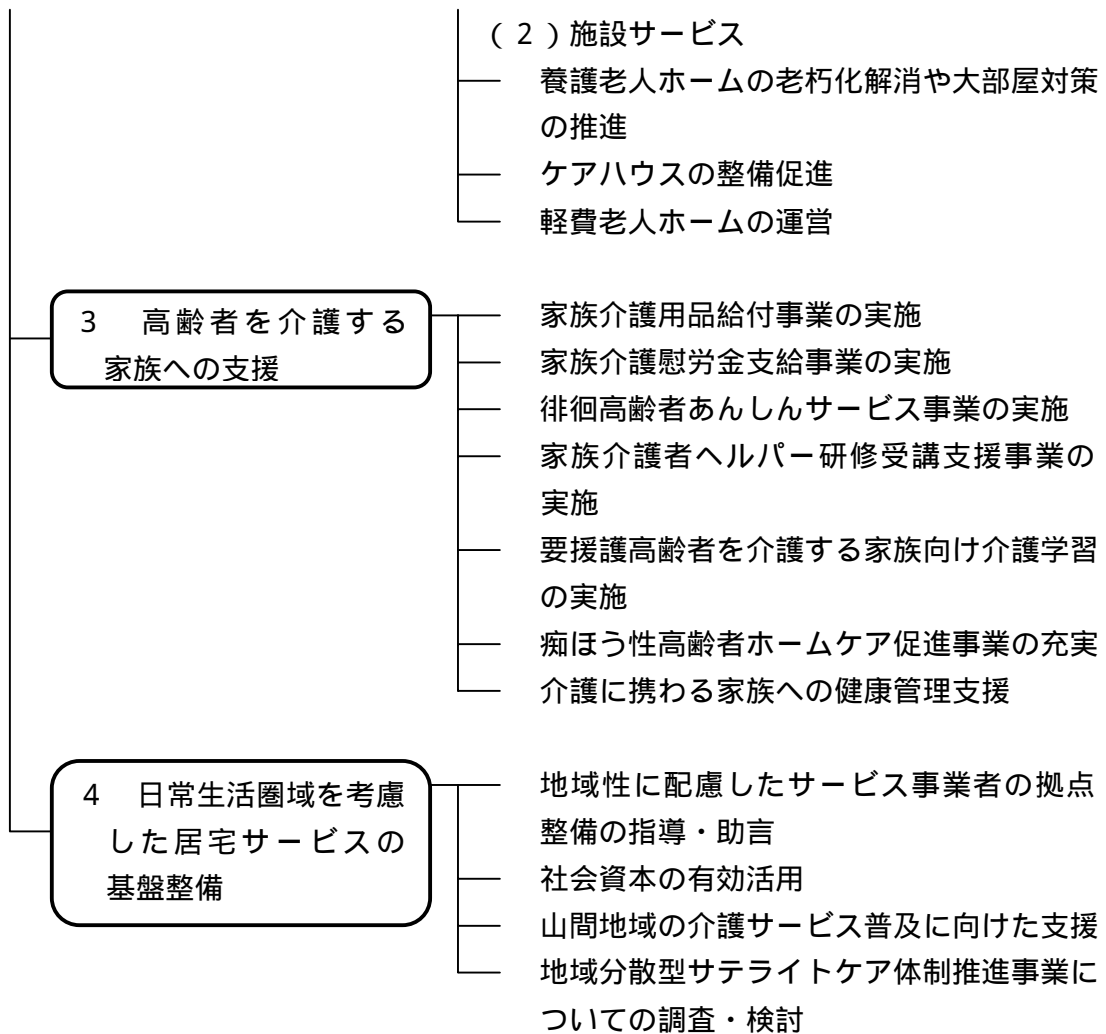 (2)施設サービス
養護老人ホームの老朽化解消や大部屋対策
の推進
ケアハウスの整備促進
軽費老人ホームの運営
3 高齢者を介護する
家族への支援
家族介護用品給付事業の実施
家族介護慰労金支給事業の実施
徘徊高齢者あんしんサービス事業の実施
家族介護者ヘルパー研修受講支援事業の
実施
要援護高齢者を介護する家族向け介護学習
の実施
痴ほう性高齢者ホームケア促進事業の充実
介護に携わる家族への健康管理支援
4 日常生活圏域を考慮
した居宅サービスの
基盤整備
地域性に配慮したサービス事業者の拠点
整備の指導・助言
社会資本の有効活用
山間地域の介護サービス普及に向けた支援
地域分散型サテライトケア体制推進事業に
ついての調査・検討